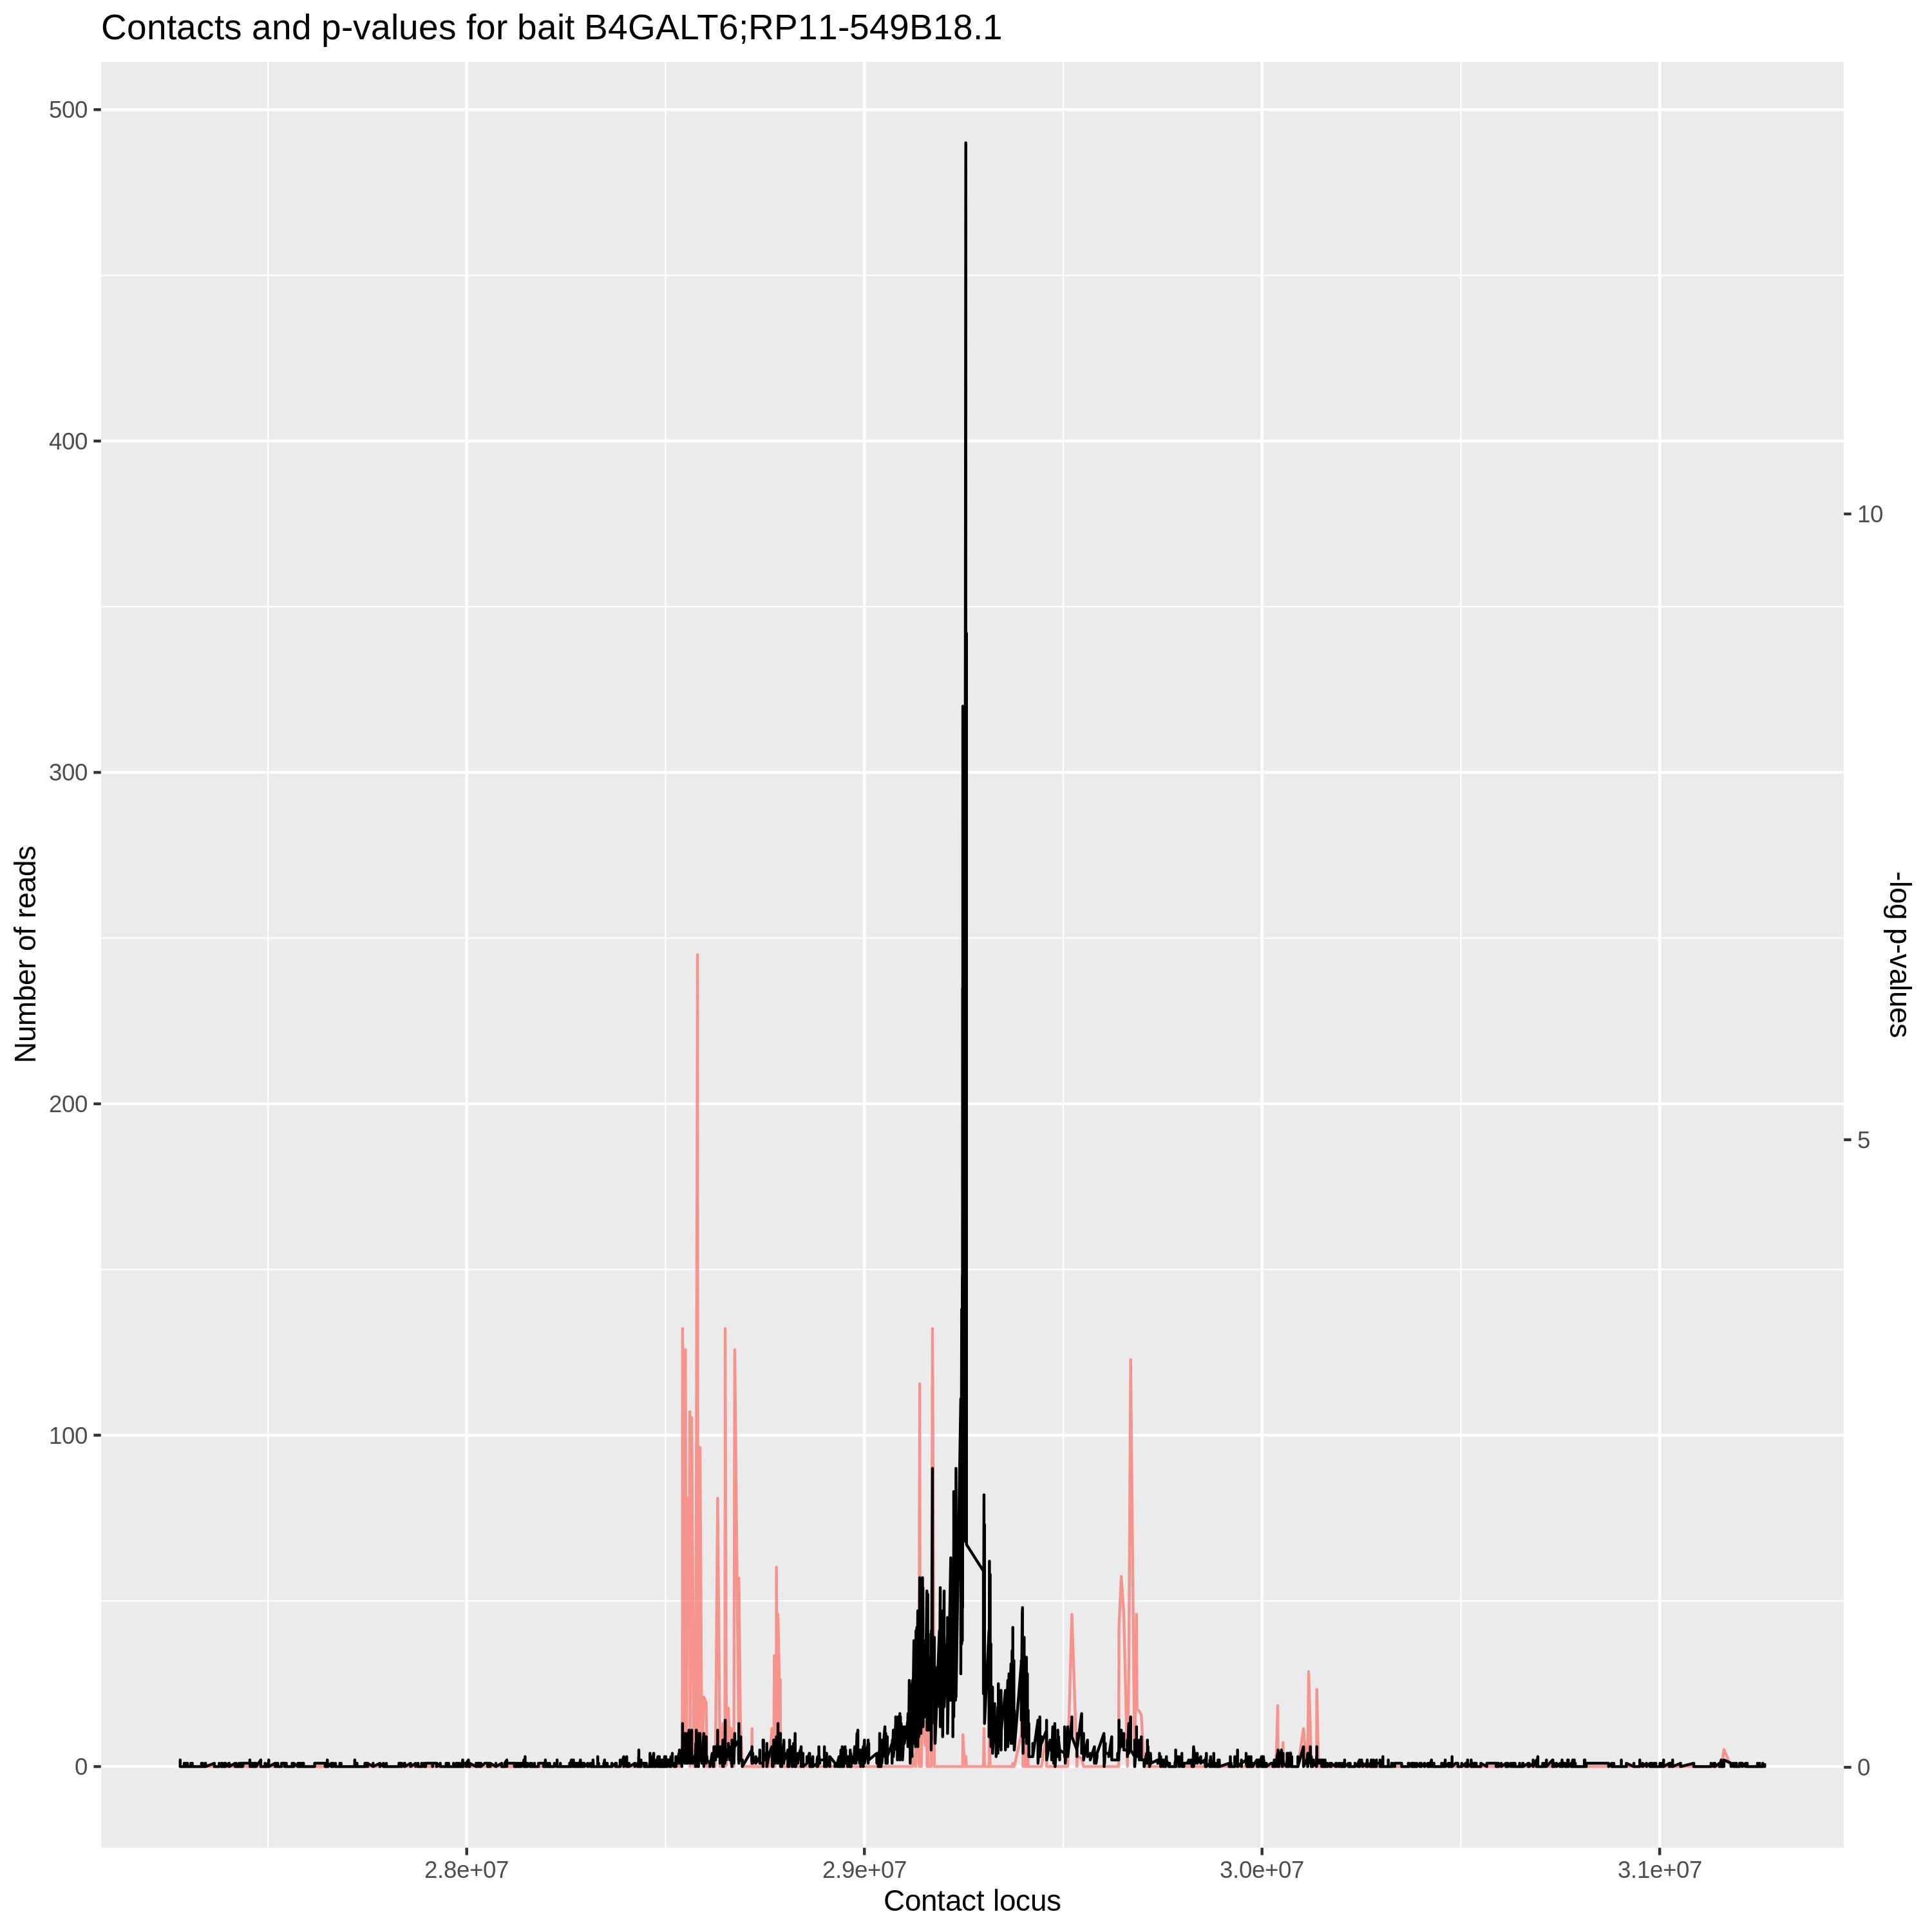 Contacts and p-values for bait B4GALT6;RP11-549B18.1
500
400
300
200
100
0
Number of reads
10
5
0
-log p-values
2.8e+07
2.9e+07
3.0e+07
3.1e+07
Contact locus